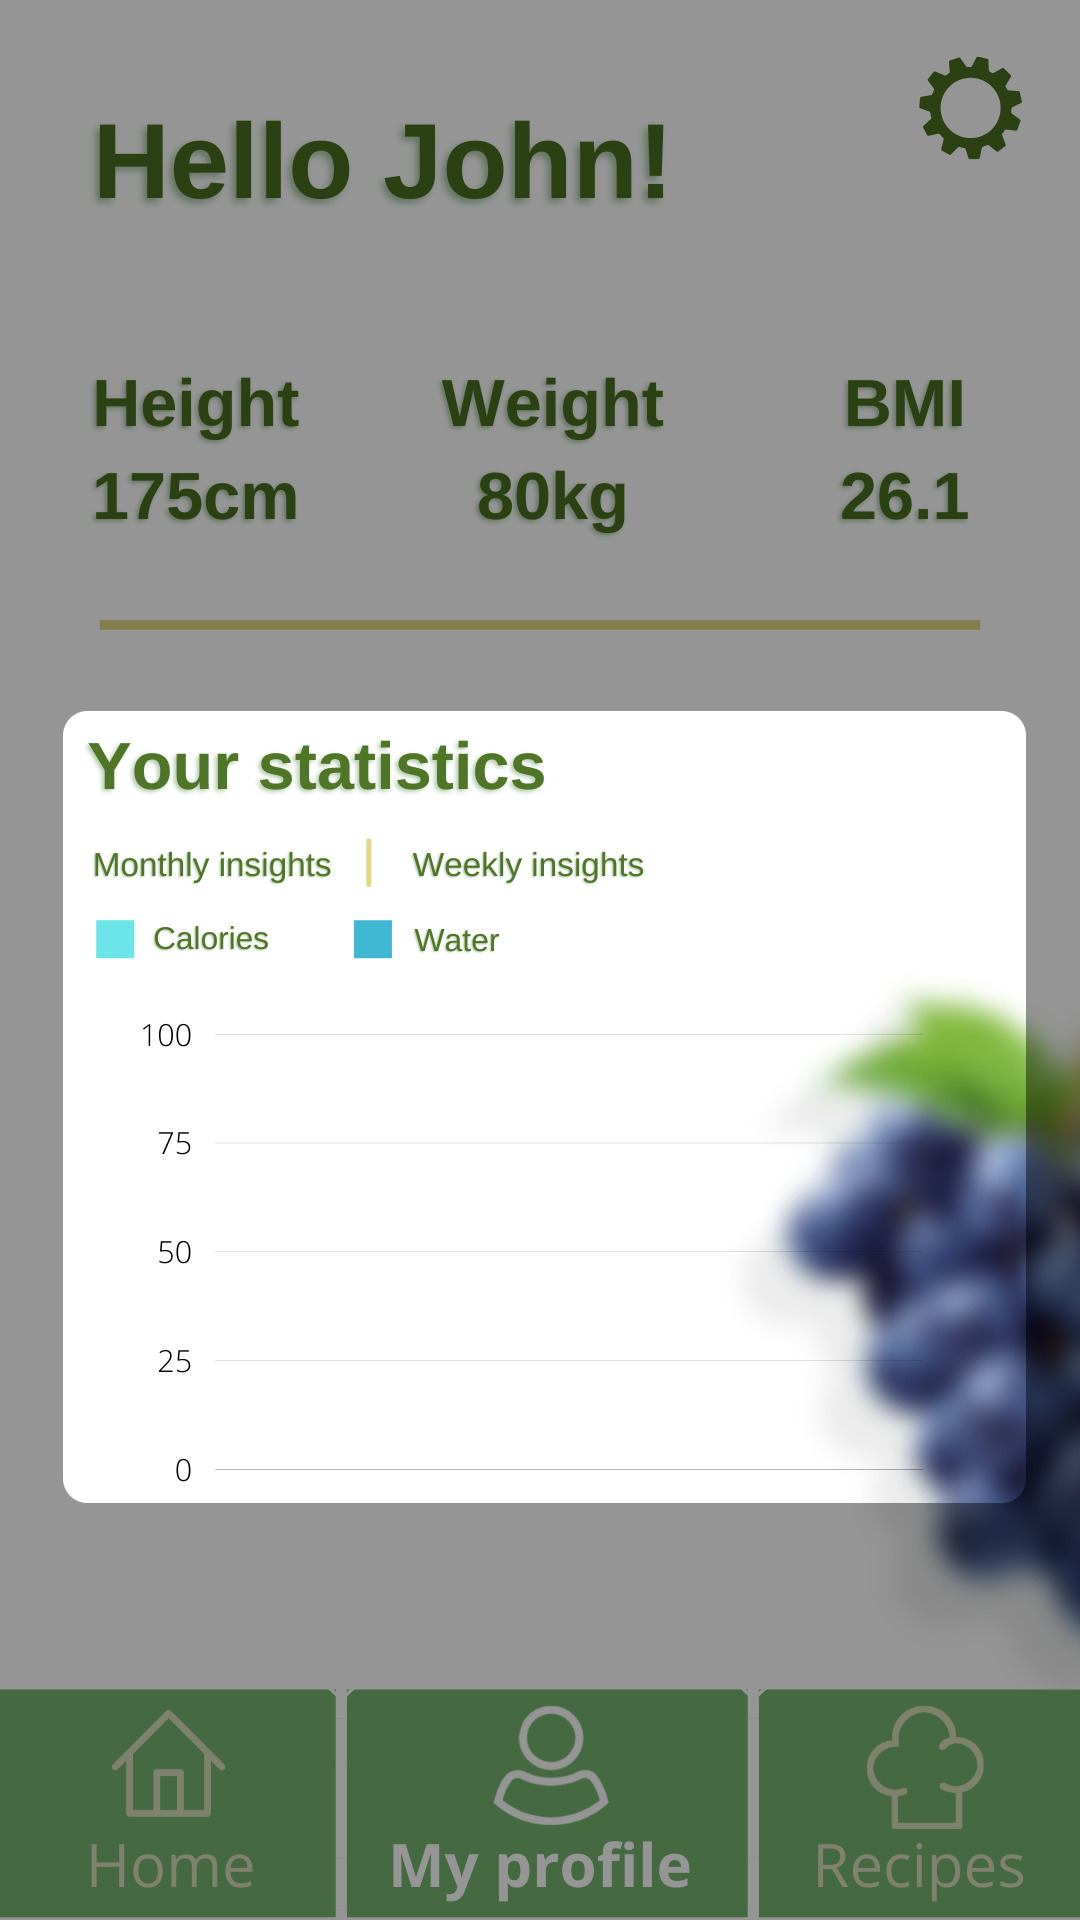 Hello John!
Height Weight BMI
175cm 80kg 26.1
Your statistics
Monthly insights Weekly insights
Calories Water
100
75
50
25
0
Home My profile Recipes